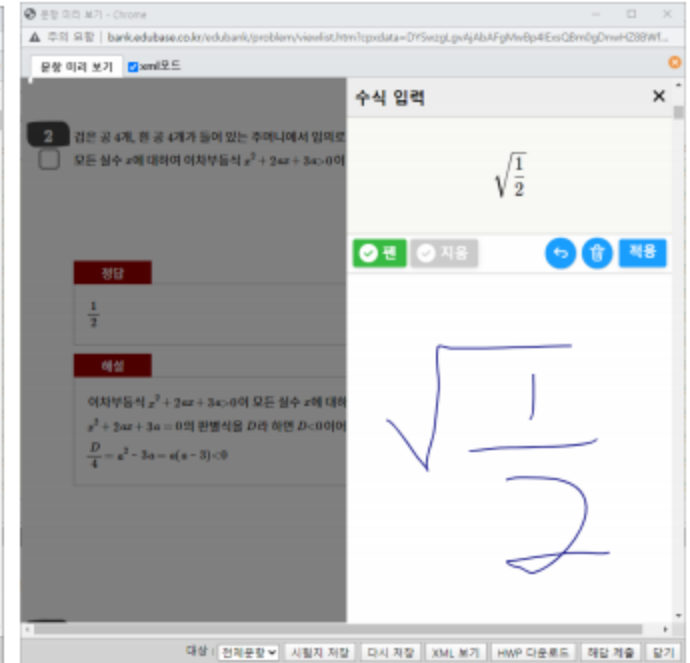 문항 미리 보기 - Chrome
주의 요함 | bank.edubase.co.kr/edubank/problem/viewlist.htm?
문항 미리 보기 xml모드
수식 입력
2 검은 공 4개, 흰 공 4개가 들어 있는 주머니에서 임의로
모든 실수 x에 대하여 이차부등식 x²+2ax+3a>0이
√(1/2)
펜 지움 적용
정답
1/2
해설
이차부등식 x²+2ax+3a>0이 모든 실수 x에 대하
x²+2ax+3a=0의 판별식을 D라 하면 D<0이어
D/4=a²-3a=a(a-3)<0
√(1/2)
대상 : 전체문항 시험지 저장 다시 저장 XML 보기 HWP 다운로드 해답 제출 닫기